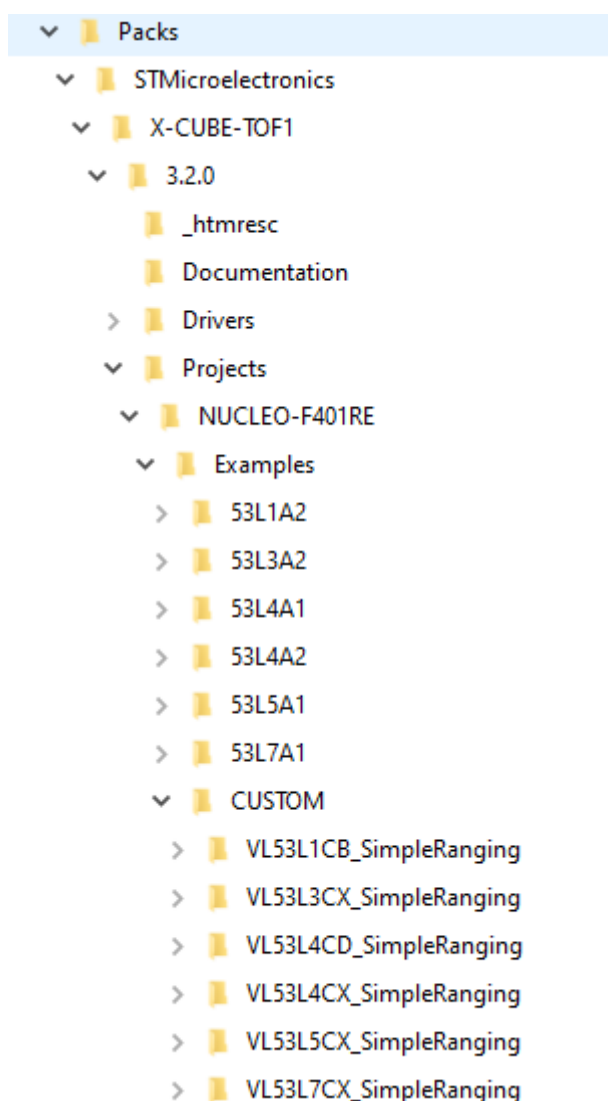 Packs
STMicroelectronics
X-CUBE-TOF1
3.2.0
_htmresc
Documentation
Drivers
Projects
NUCLEO-F401RE
Examples
53L1A2
53L3A2
53L4A1
53L4A2
53L5A1
53L7A1
CUSTOM
VL53L1CB_SimpleRanging
VL53L3CX_SimpleRanging
VL53L4CD_SimpleRanging
VL53L4CX_SimpleRanging
VL53L5CX_SimpleRanging
VL53L7CX_SimpleRanging